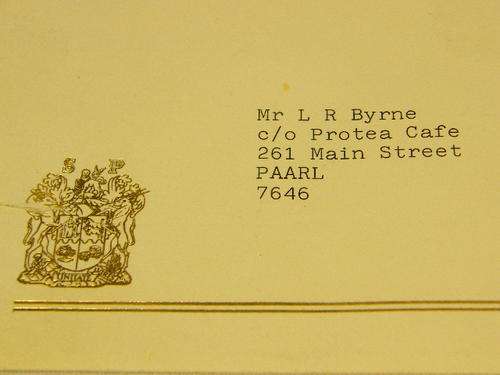 Mr L R Byrne
c/o Protea Cafe
261 Main Street
PAARL
7646
S P